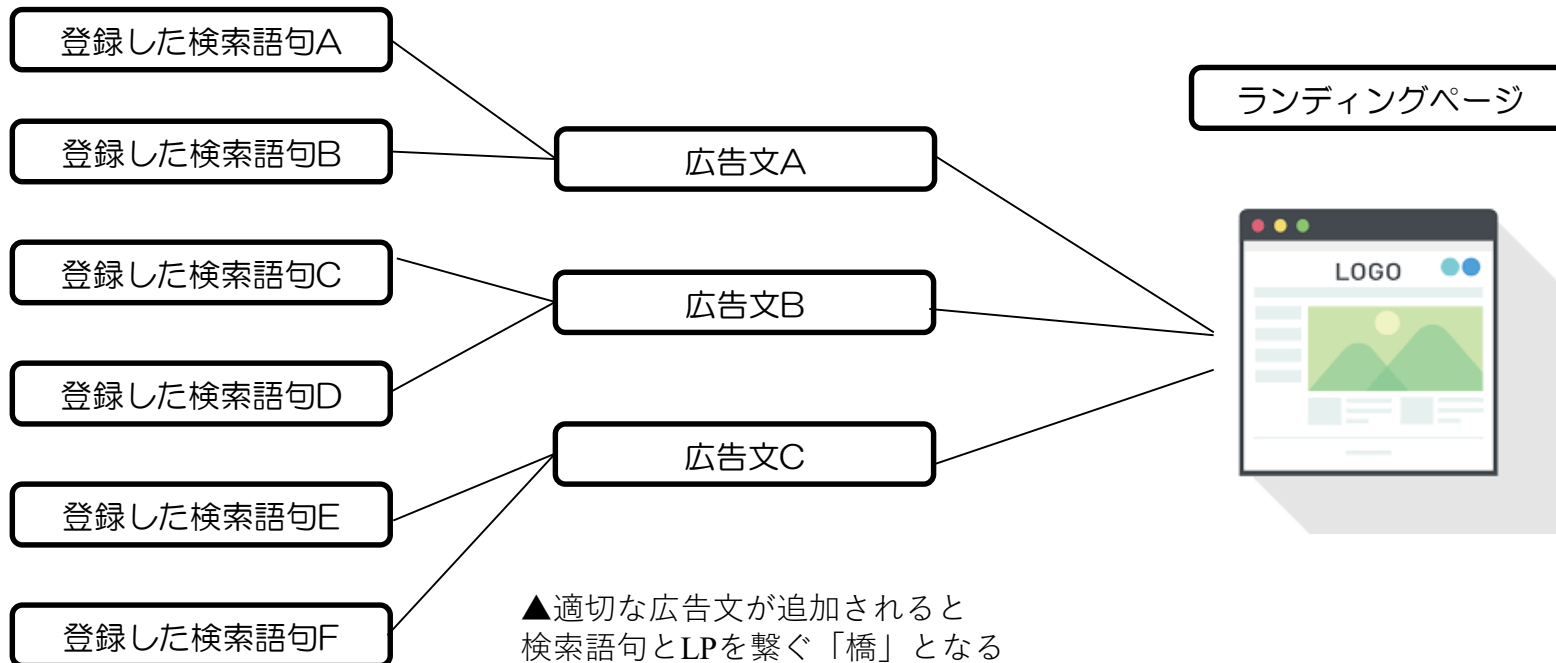 登録した検索語句A
登録した検索語句B
登録した検索語句C
登録した検索語句D
登録した検索語句E
登録した検索語句F
広告文A
広告文B
広告文C
▲適切な広告文が追加されると
検索語句とLPを繋ぐ「橋」となる
ランディングページ
LOGO